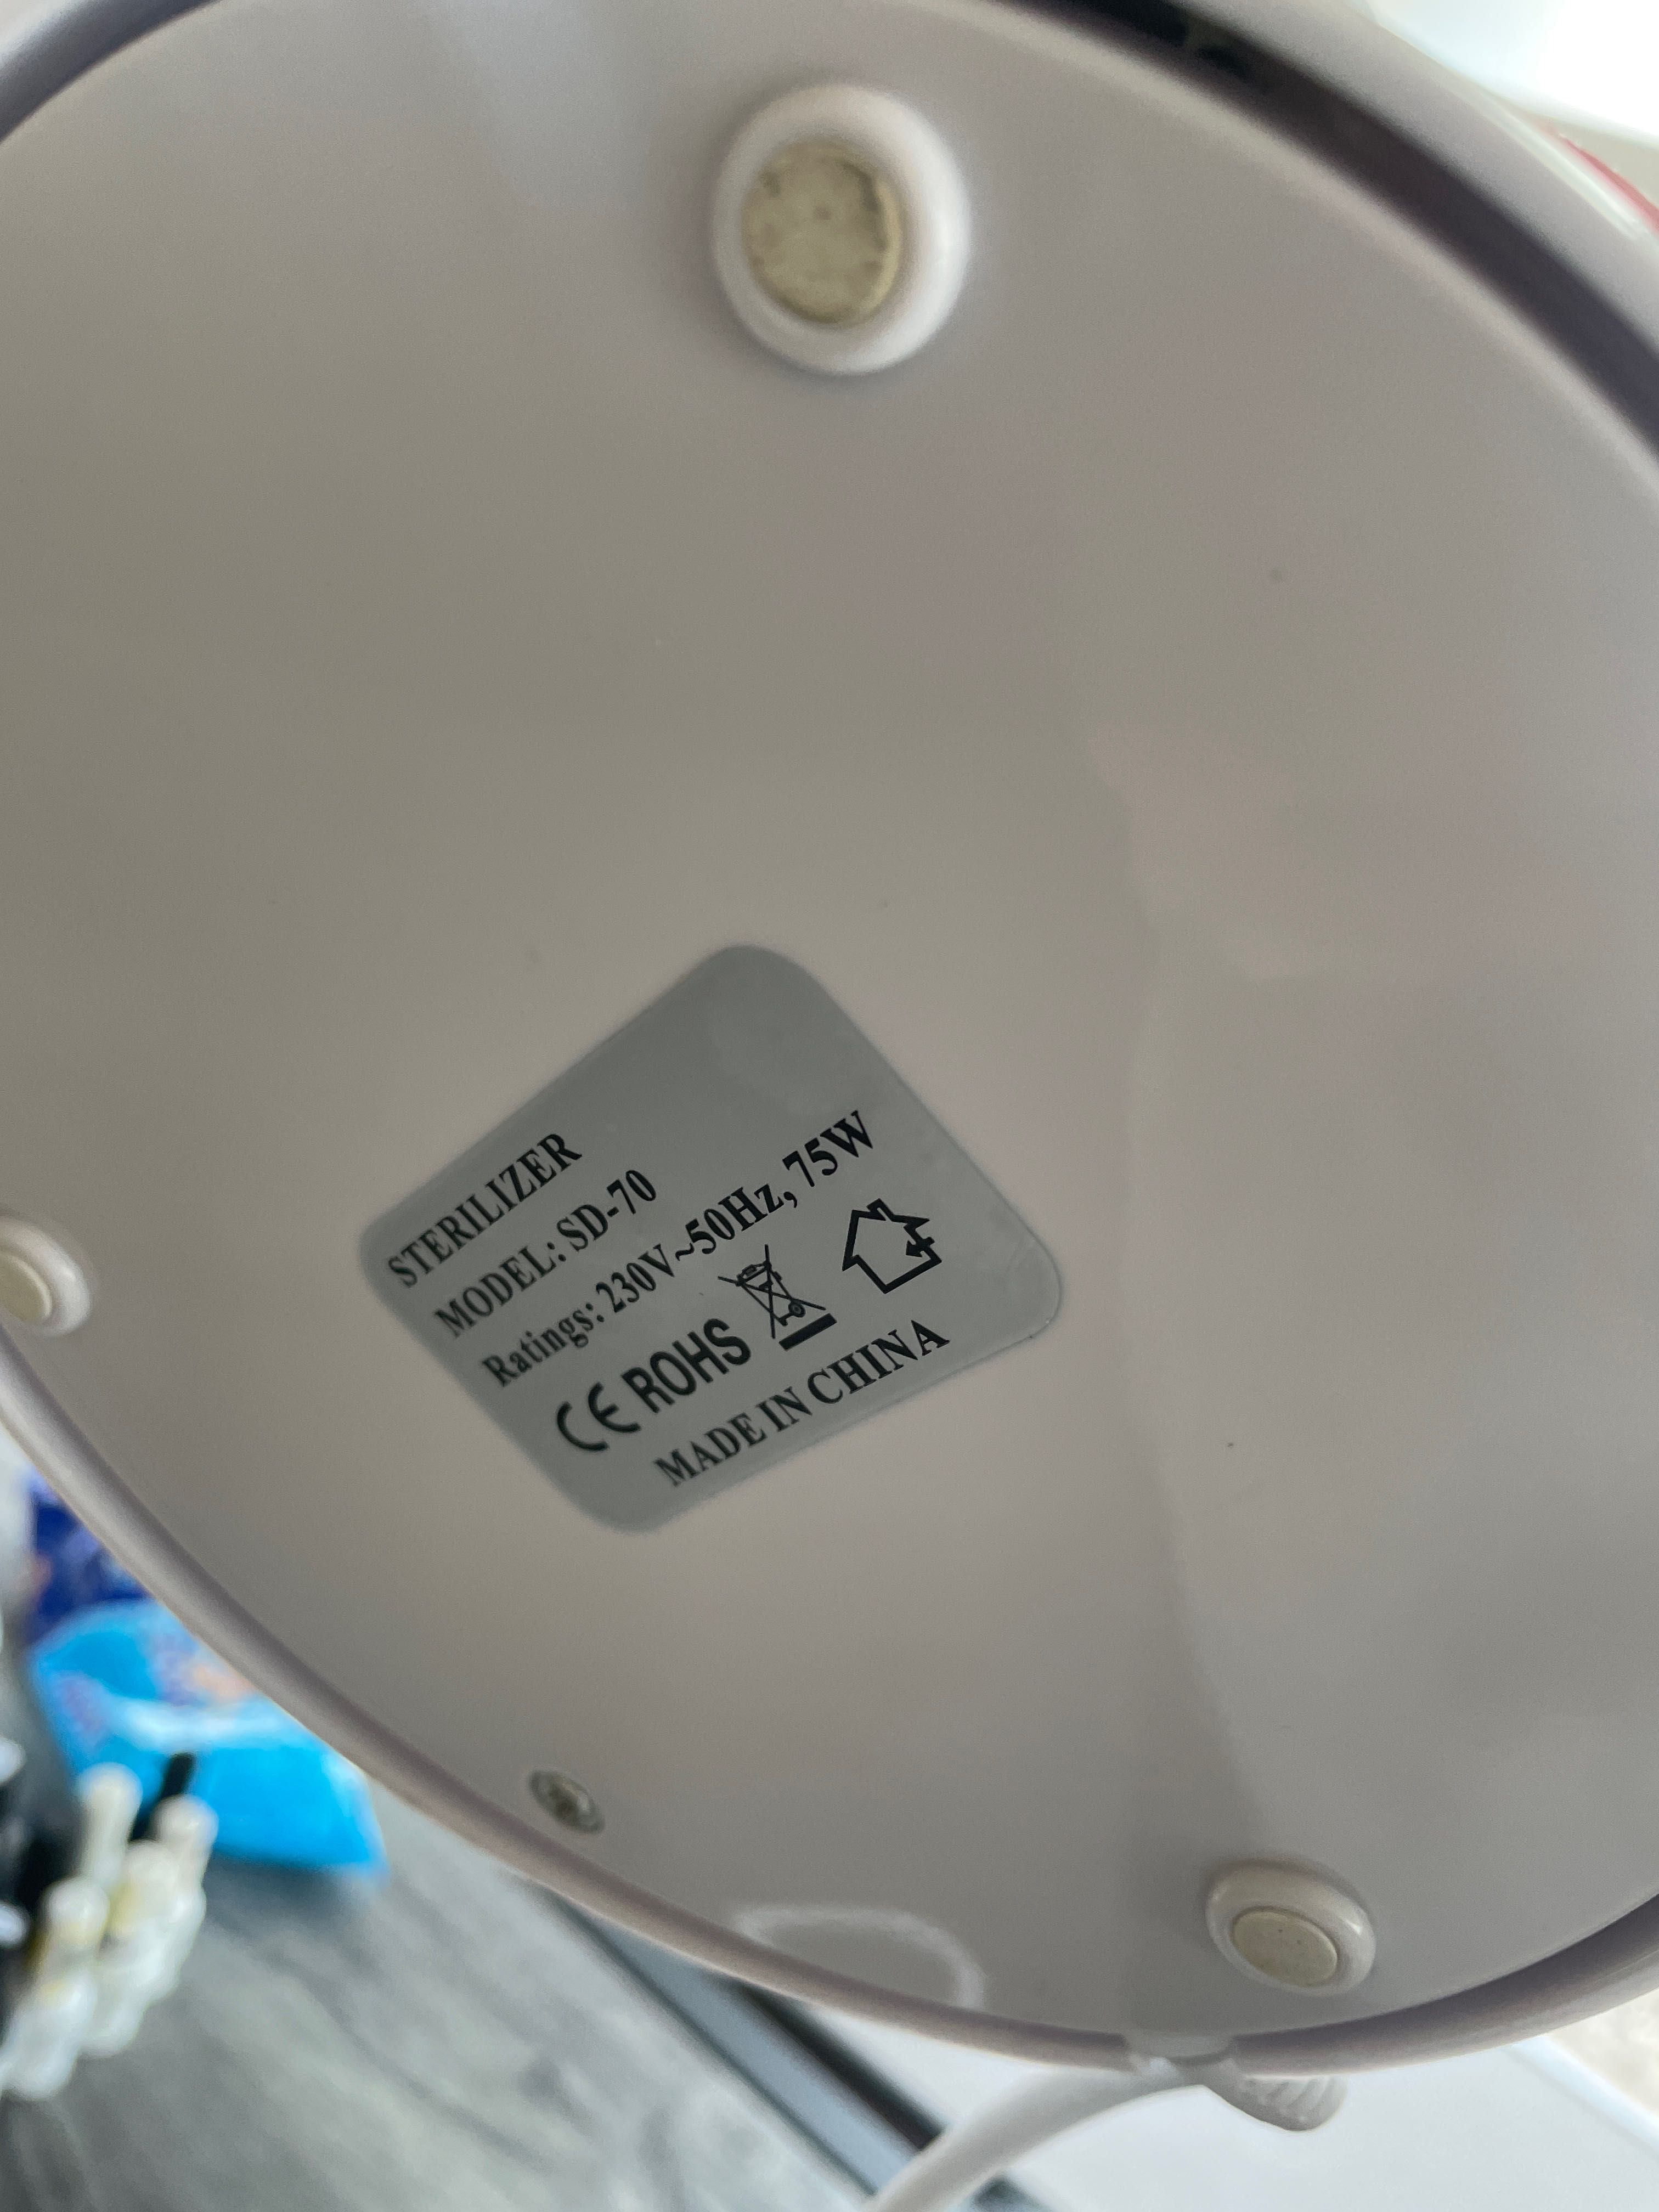 STERILIZER
MODEL: SD-70
Ratings: 230V~50Hz, 75W
CE ROHS
MADE IN CHINA